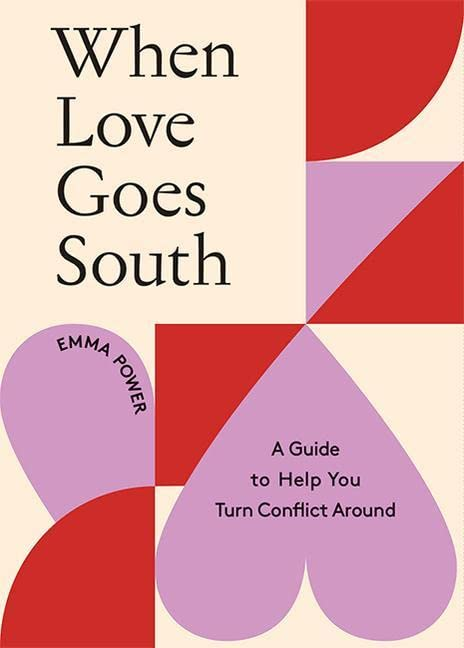 When
Love
Goes
South
EMMA POWER
A Guide
to Help You
Turn Conflict Around